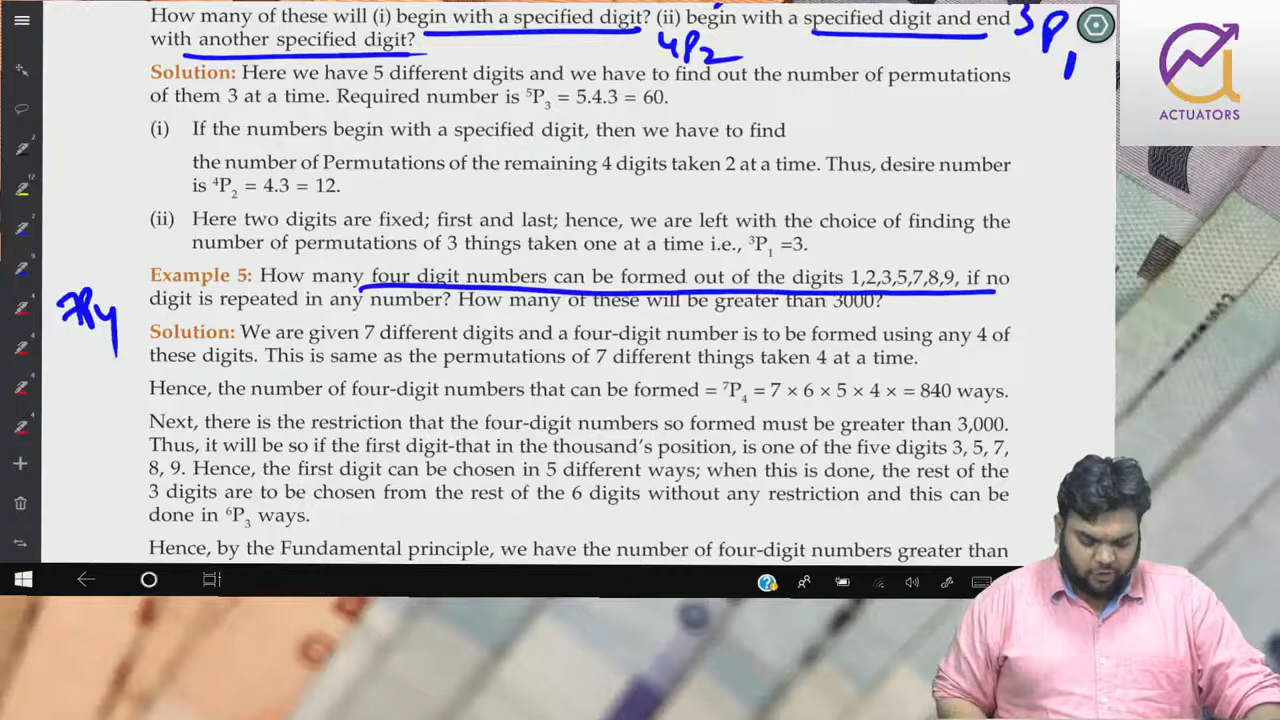 How many of these will (i) begin with a specified digit? (ii) begin with a specified digit and end
with another specified digit?
4P2
3P1
Solution: Here we have 5 different digits and we have to find out the number of permutations
of them 3 at a time. Required number is ⁵P₃ = 5.4.3 = 60.
(i) If the numbers begin with a specified digit, then we have to find
the number of Permutations of the remaining 4 digits taken 2 at a time. Thus, desire number
is ⁴P₂ = 4.3 = 12.
(ii) Here two digits are fixed; first and last; hence, we are left with the choice of finding the
number of permutations of 3 things taken one at a time i.e., ³P₁ =3.
Example 5: How many four digit numbers can be formed out of the digits 1,2,3,5,7,8,9, if no
digit is repeated in any number? How many of these will be greater than 3000?
7P4
Solution: We are given 7 different digits and a four-digit number is to be formed using any 4 of
these digits. This is same as the permutations of 7 different things taken 4 at a time.
Hence, the number of four-digit numbers that can be formed = ⁷P₄ = 7 × 6 × 5 × 4 × = 840 ways.
Next, there is the restriction that the four-digit numbers so formed must be greater than 3,000.
Thus, it will be so if the first digit-that in the thousand's position, is one of the five digits 3, 5, 7,
8, 9. Hence, the first digit can be chosen in 5 different ways; when this is done, the rest of the
3 digits are to be chosen from the rest of the 6 digits without any restriction and this can be
done in ⁶P₃ ways.
Hence, by the Fundamental principle, we have the number of four-digit numbers greater than
ACTUATORS